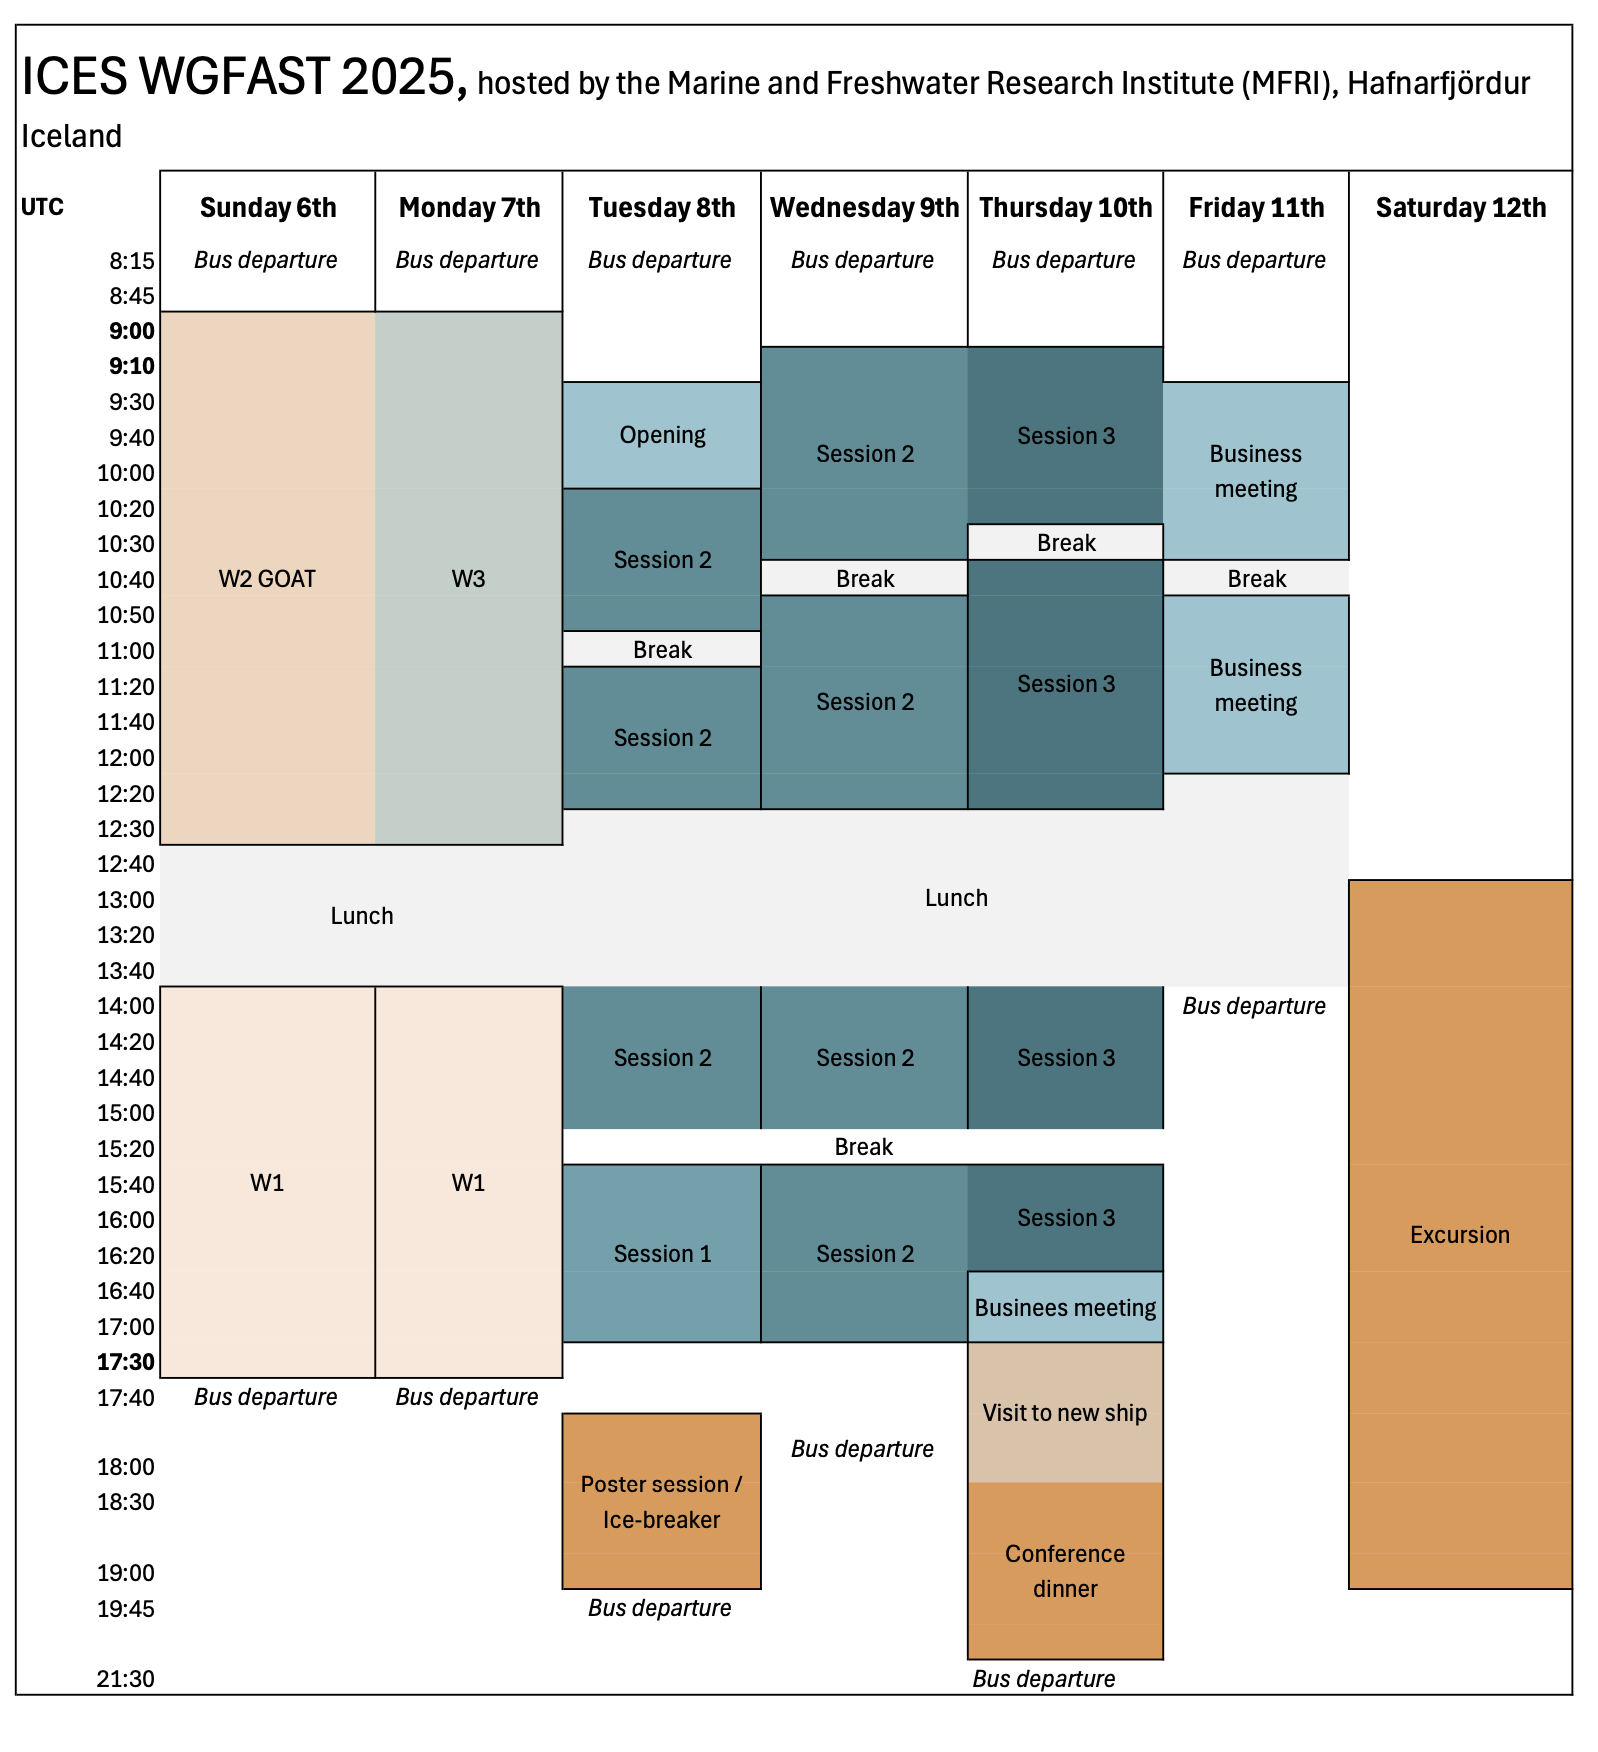 ICES WGFAST 2025, hosted by the Marine and Freshwater Research Institute (MFRI), Hafnarfjördur
Iceland
UTC Sunday 6th Monday 7th Tuesday 8th Wednesday 9th Thursday 10th Friday 11th Saturday 12th
8:15 Bus departure Bus departure Bus departure Bus departure Bus departure Bus departure
8:45
9:00
9:10
9:30
9:40 Opening Session 3
10:00 Session 2 Business
meeting
10:20
10:30 Break
Session 2
10:40 W2 GOAT W3 Break Break
10:50
11:00 Break
Business
11:20 Session 3
Session 2 meeting
11:40 Session 2
12:00
12:20
12:30
12:40
13:00 Lunch
Lunch
13:20
13:40
14:00 Bus departure
14:20
Session 2 Session 2 Session 3
14:40
15:00
15:20 Break
15:40 W1 W1
16:00 Session 3
16:20 Session 1 Session 2
16:40
Businees meeting
17:00
17:30
17:40 Bus departure Bus departure
Visit to new ship
Bus departure
18:00
Poster session /
18:30
Ice-breaker
Excursion
Conference
19:00
dinner
19:45 Bus departure
21:30 Bus departure